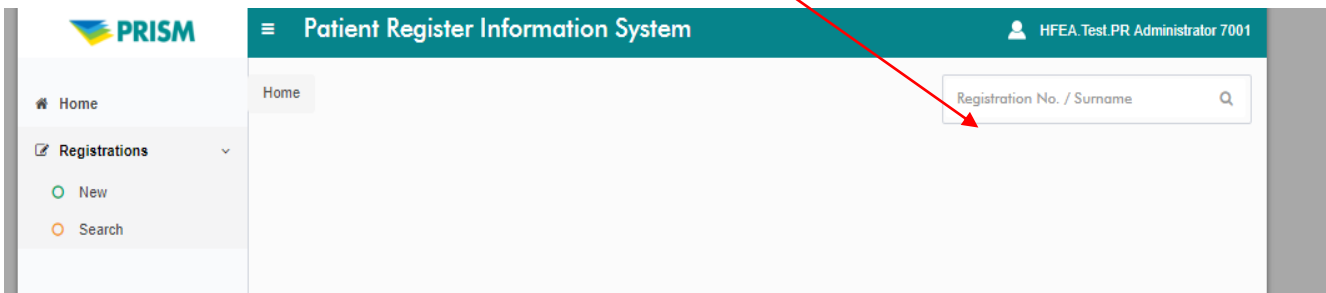 PRISM
Patient Register Information System
HFEA.Test.PR Administrator 7001
Home
Registrations
New
Search
Home
Registration No. / Surname